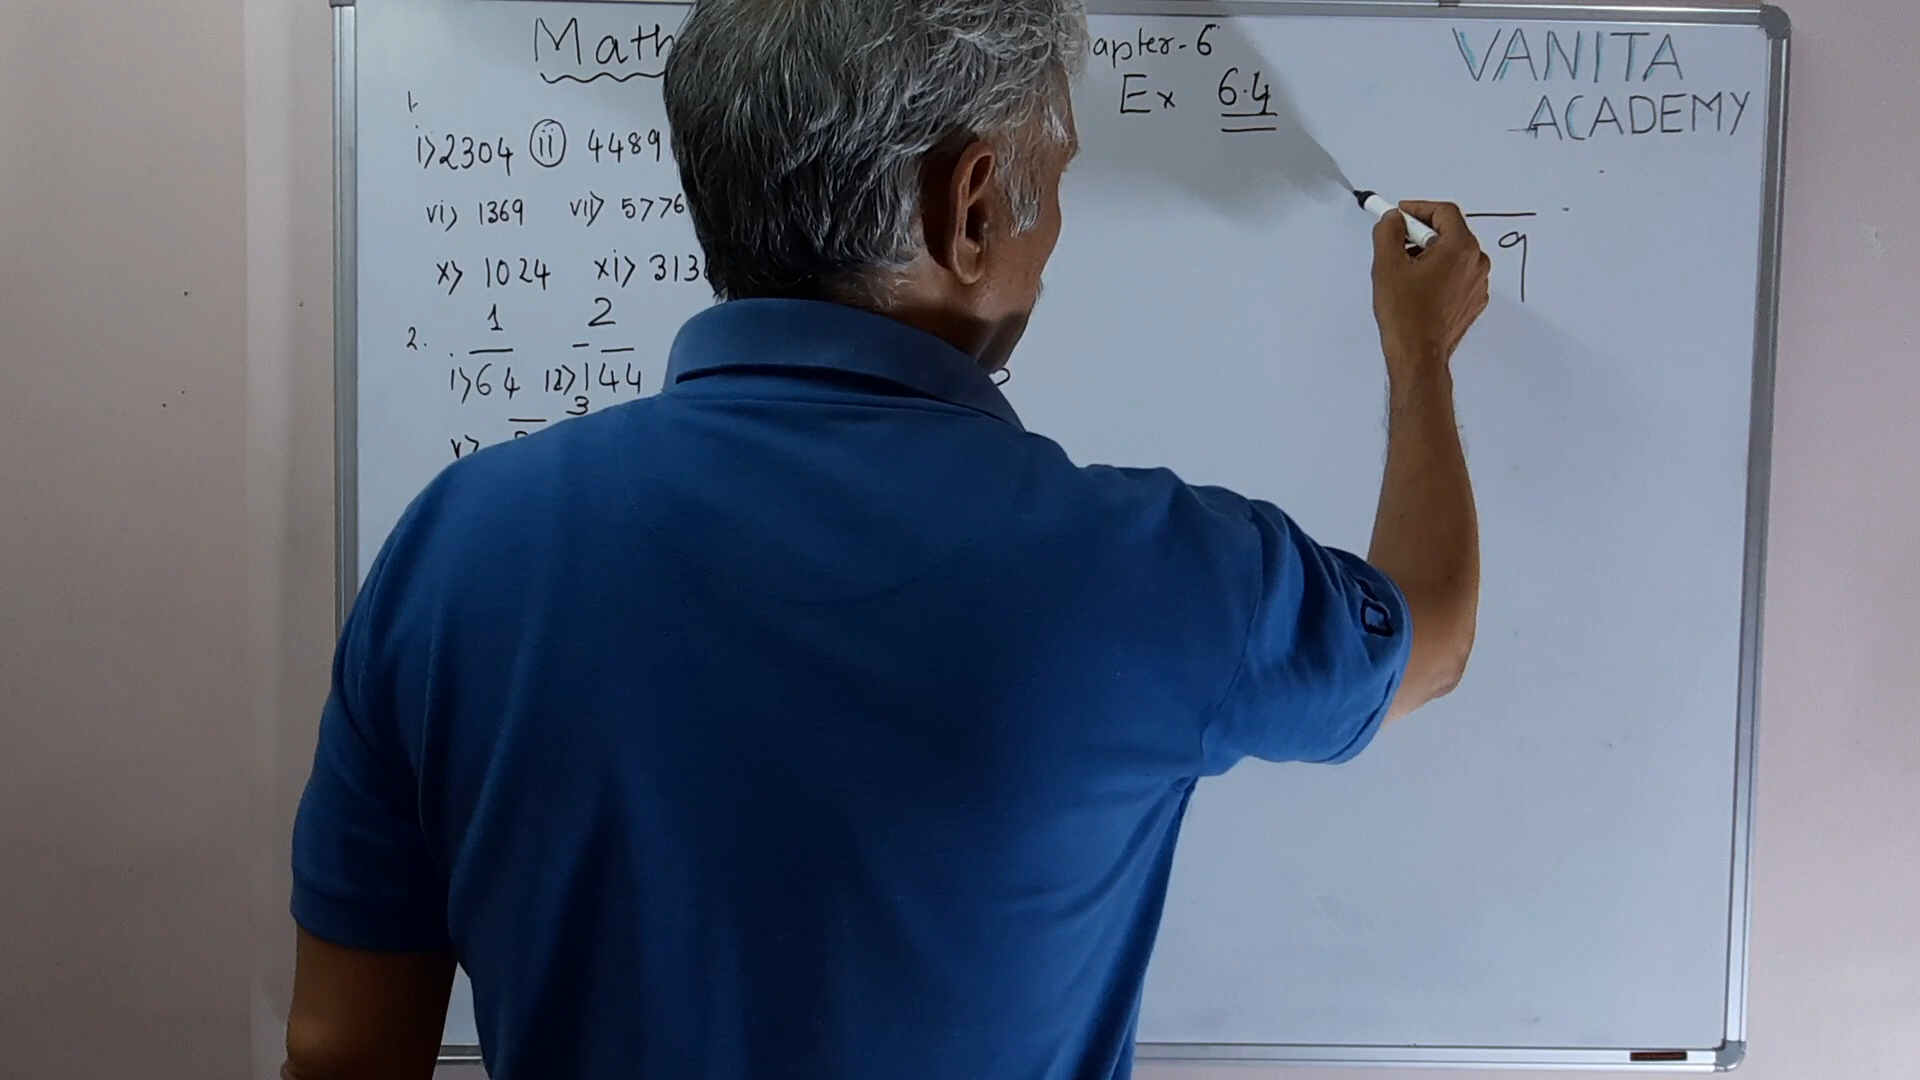 Math
apter-6
VANITA
ACADEMY
Ex 6.4
1.
i> 2304 ii 4489
vi> 1369 vii> 5776
x> 1024 xi> 313
1 2
2.
i> 64 12> 144
3
v>
9